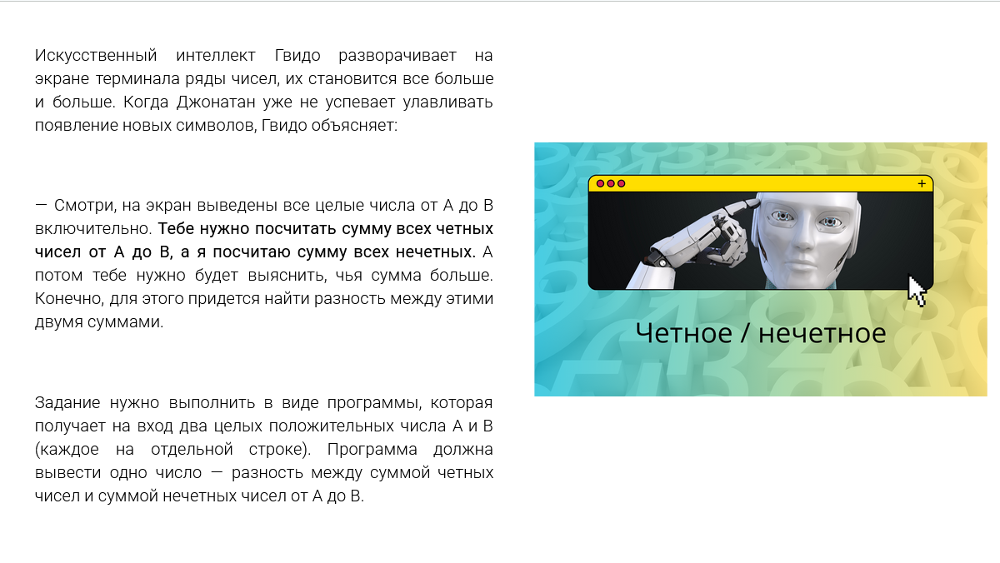 Искусственный интеллект Гвидо разворачивает на
экране терминала ряды чисел, их становится все больше
и больше. Когда Джонатан уже не успевает улавливать
появление новых символов, Гвидо объясняет:
— Смотри, на экран выведены все целые числа от А до В
включительно. Тебе нужно посчитать сумму всех четных
чисел от А до В, а я посчитаю сумму всех нечетных. А
потом тебе нужно будет выяснить, чья сумма больше.
Конечно, для этого придется найти разность между этими
двумя суммами.
Задание нужно выполнить в виде программы, которая
получает на вход два целых положительных числа А и В
(каждое на отдельной строке). Программа должна
вывести одно число — разность между суммой четных
чисел и суммой нечетных чисел от А до В.
Четное / нечетное